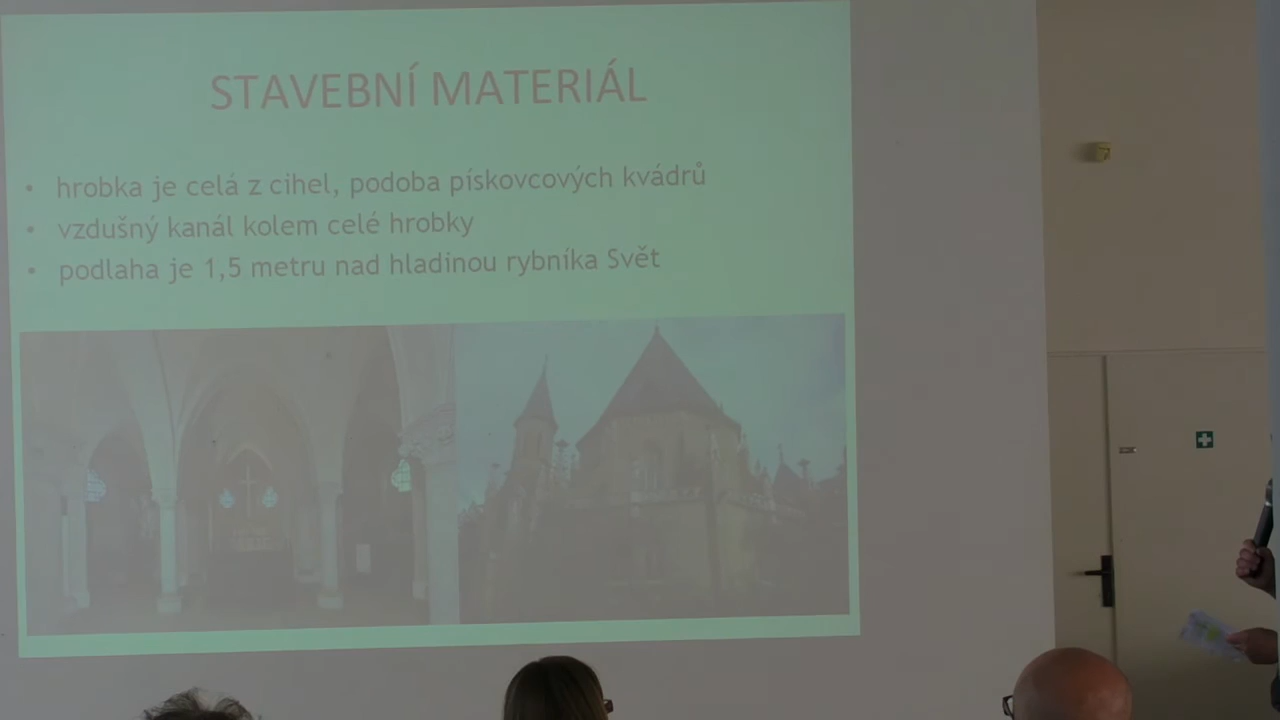 STAVEBNÍ MATERIÁL
• hrobka je celá z cihel, podoba pískovcových kvádrů
• vzdušný kanál kolem celé hrobky
• podlaha je 1,5 metru nad hladinou rybníka Svět